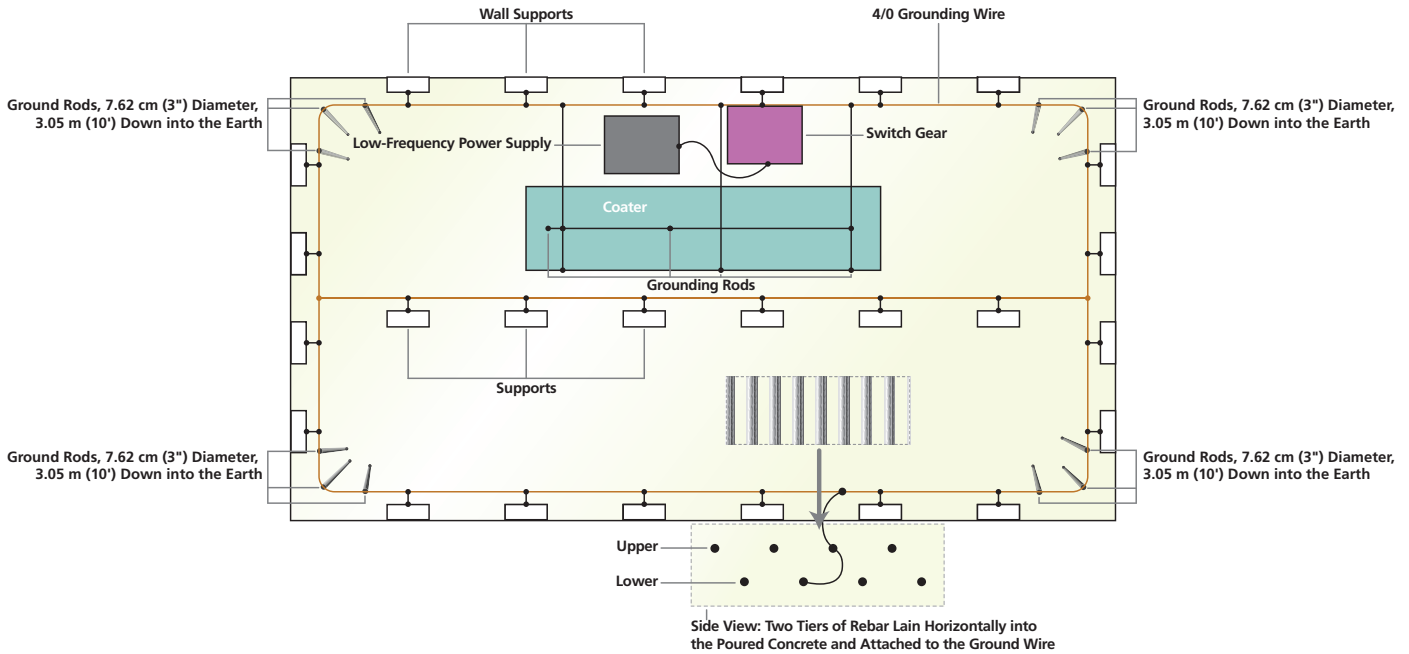 Wall Supports
4/0 Grounding Wire
Ground Rods, 7.62 cm (3") Diameter,
3.05 m (10') Down into the Earth
Ground Rods, 7.62 cm (3") Diameter,
3.05 m (10') Down into the Earth
Low-Frequency Power Supply
Switch Gear
Coater
Grounding Rods
Supports
Ground Rods, 7.62 cm (3") Diameter,
3.05 m (10') Down into the Earth
Ground Rods, 7.62 cm (3") Diameter,
3.05 m (10') Down into the Earth
Upper
Lower
Side View: Two Tiers of Rebar Lain Horizontally into
the Poured Concrete and Attached to the Ground Wire